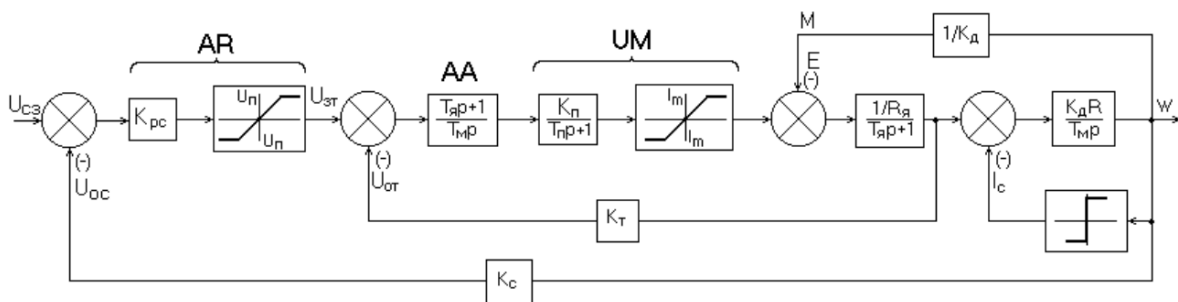 AR
UM
AA
M
1/Kд
E
(-)
Uсз
Kрс
Uп
Uп
Uзт
Tяp+1
Tмp
Kп
Tпp+1
Im
Im
1/Rя
Tяp+1
KдR
Tмp
W
(-)
Uос
(-)
Uот
(-)
Iс
Kт
Kс